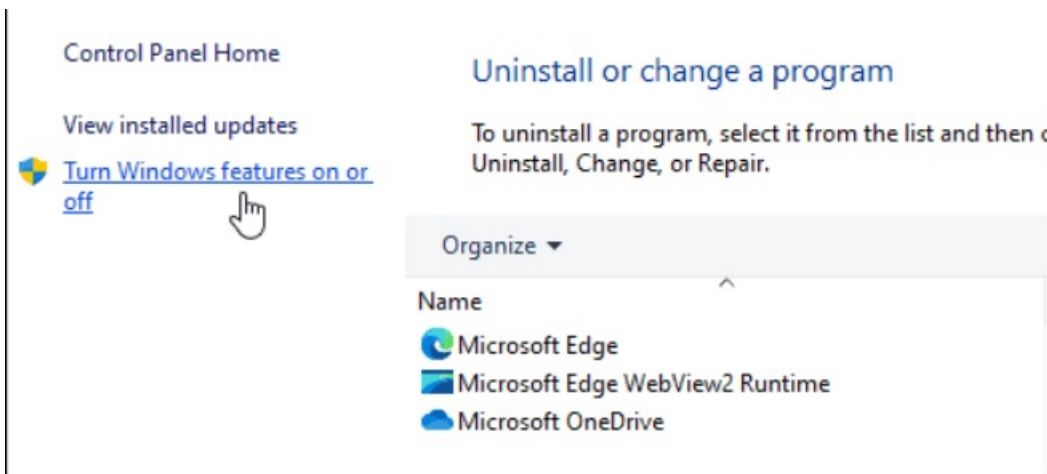 Control Panel Home
View installed updates
Turn Windows features on or
off
Uninstall or change a program
To uninstall a program, select it from the list and then
Uninstall, Change, or Repair.
Organize
Name
Microsoft Edge
Microsoft Edge WebView2 Runtime
Microsoft OneDrive